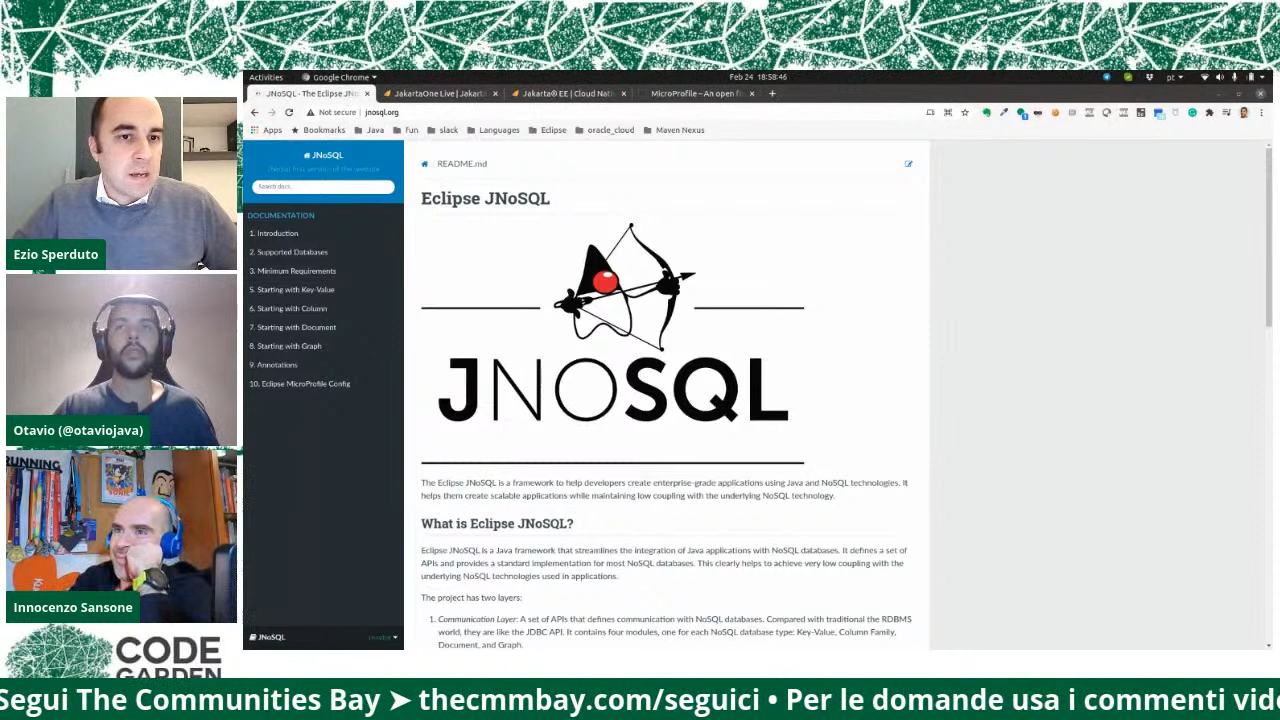 Activities
Google Chrome
Feb 24 18:58:46
pt
JNoSQL - The Eclipse JNo
JakartaOne Live | Jakarta
Jakarta® EE | Cloud Nati
MicroProfile – An open f
Not secure | jnosql.org
Apps
Bookmarks
Java
fun
slack
Languages
Eclipse
oracle_cloud
Maven Nexus
JNoSQL
Search docs
DOCUMENTATION
1. Introduction
2. Supported Databases
3. Minimum Requirements
5. Starting with Key-Value
6. Starting with Column
7. Starting with Document
8. Starting with Graph
9. Annotations
10. Eclipse MicroProfile Config
JNoSQL
README.md
Eclipse JNoSQL
JNOSQL
The Eclipse JNoSQL is a framework to help developers create enterprise-grade applications using Java and NoSQL technologies. It
helps them create scalable applications while maintaining low coupling with the underlying NoSQL technology.
What is Eclipse JNoSQL?
Eclipse JNoSQL is a Java framework that streamlines the integration of Java applications with NoSQL databases. It defines a set of
APIs and provides a standard implementation for most NoSQL databases. This clearly helps to achieve very low coupling with the
underlying NoSQL technologies used in applications.
The project has two layers:
1. Communication Layer: A set of APIs that defines communication with NoSQL databases. Compared with traditional the RDBMS
world, they are like the JDBC API. It contains four modules, one for each NoSQL database type: Key-Value, Column Family,
Document, and Graph.
Ezio Sperduto
Otavio (@otaviojava)
RUNNING
Innocenzo Sansone
CODE
GARDEN
Segui The Communities Bay ➤ thecmmbay.com/seguici • Per le domande usa i commenti vid